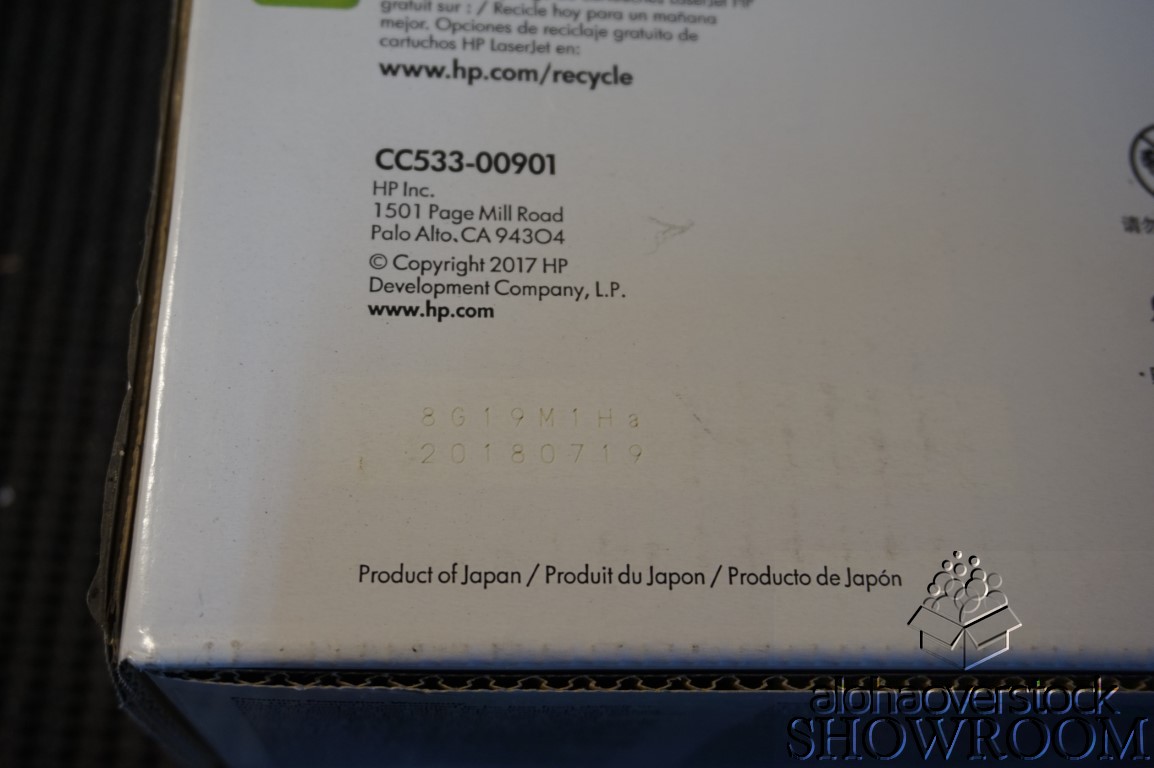 gratuit sur : / Recicle hoy para un mañana
mejor. Opciones de reciclaje gratuito de
cartuchos HP LaserJet en:
www.hp.com/recycle
CC533-00901
HP Inc.
1501 Page Mill Road
Palo Alto, CA 94304
© Copyright 2017 HP
Development Company, L.P.
www.hp.com
请勿
8G19M1Ha
20180719
Product of Japan / Produit du Japon / Producto de Japón
alohaoverstock
SHOWROOM